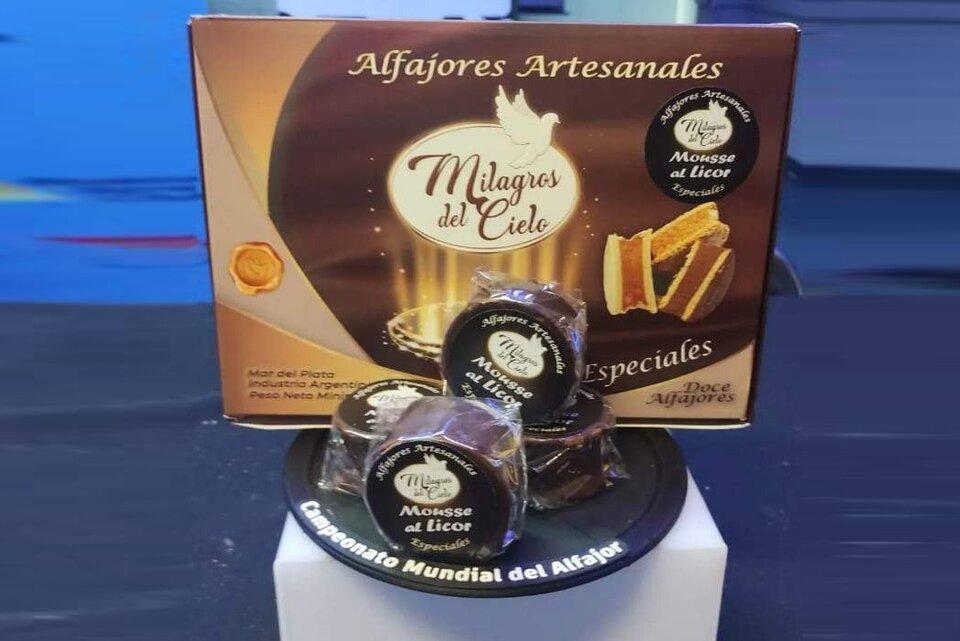 Alfajores Artesanales
Milagros
del Cielo
Alfajores Artesanales
Milagros
del Cielo
Mousse
al Licor
Especiales
Especiales
Doce
Alfajores
Mar del Plata
Industria Argentin
Peso Neto Mini
Alfajores Artesanales
Milagros
del Cielo
Mousse
al Licor
Alfajores Artesanales
Milagros
del Cielo
Mousse
al Licor
Especiales
Campeonato Mundial del Alfajor